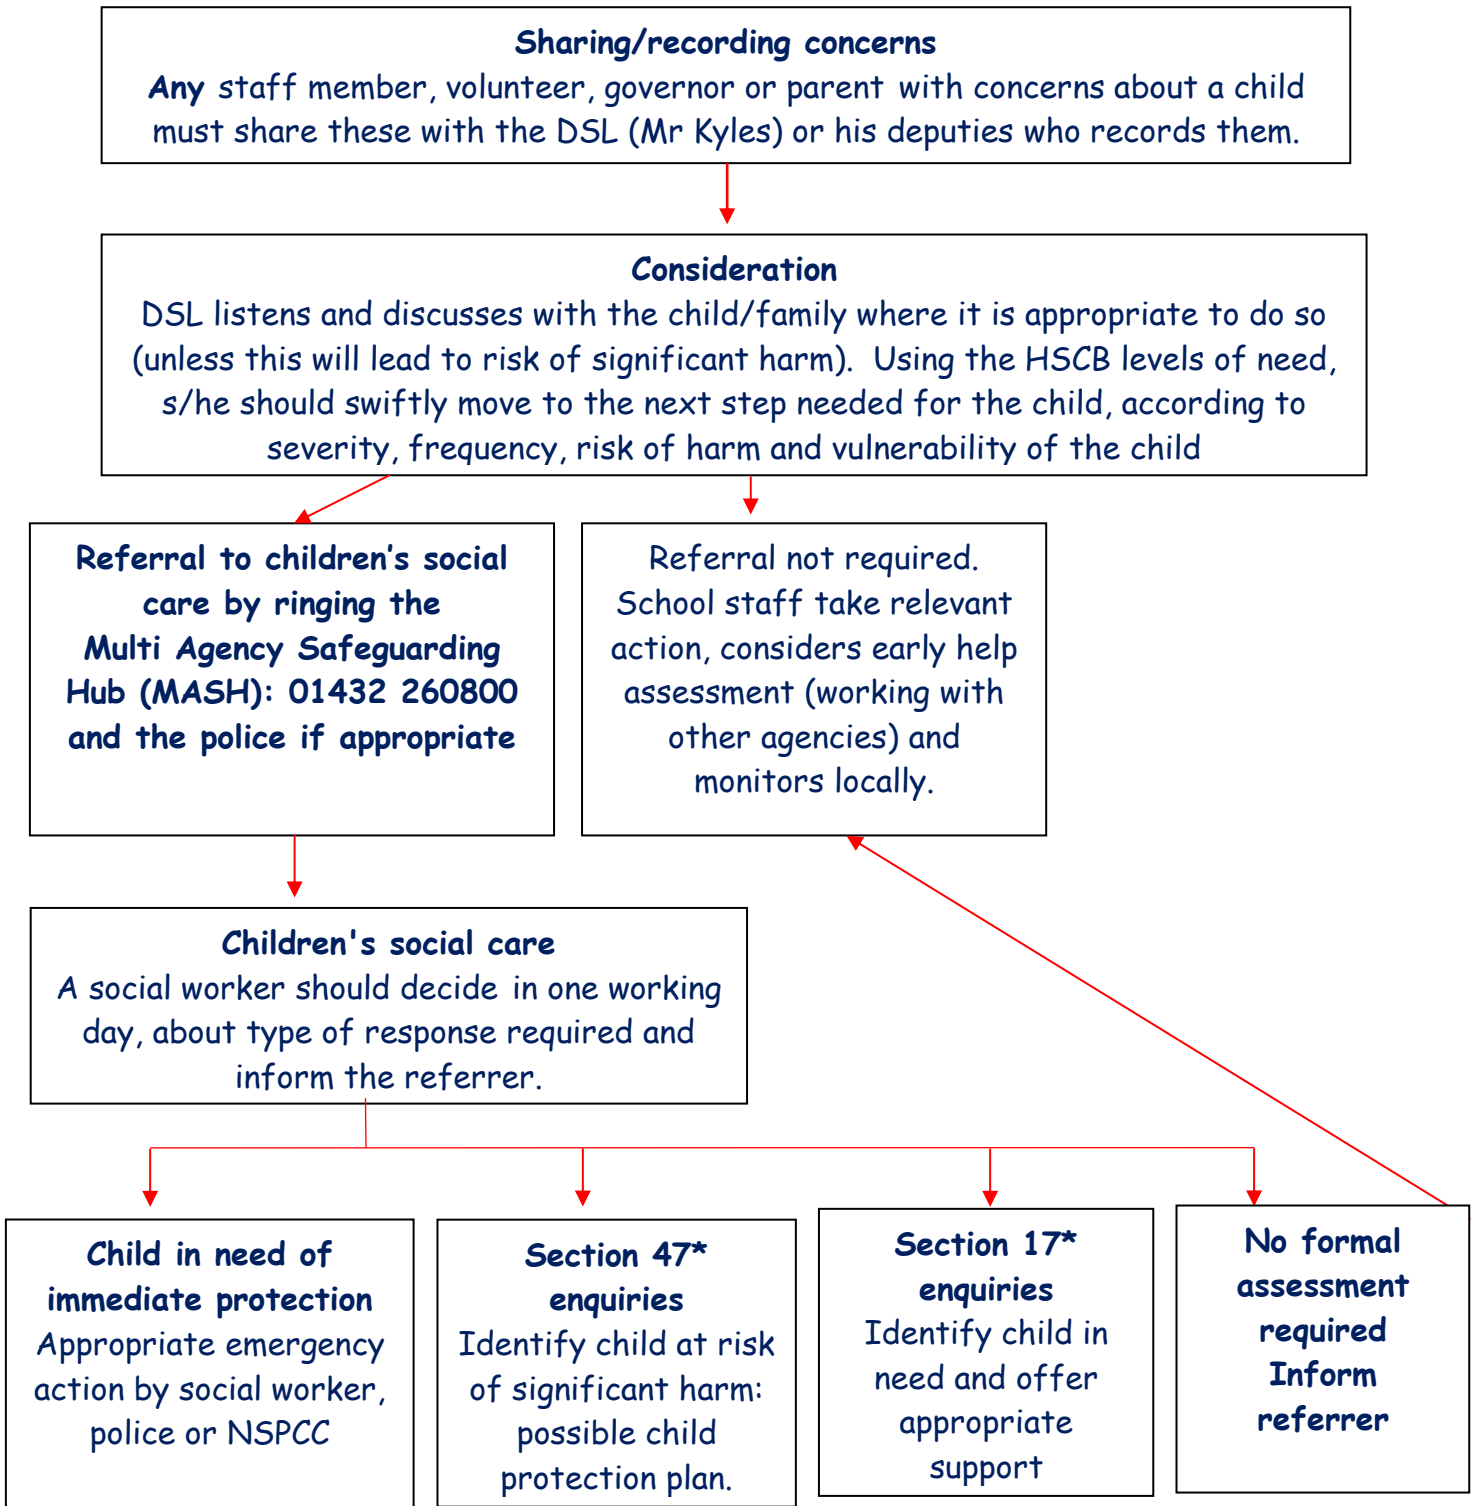 Sharing/recording concerns
Any staff member, volunteer, governor or parent with concerns about a child
must share these with the DSL (Mr Kyles) or his deputies who records them.
Consideration
DSL listens and discusses with the child/family where it is appropriate to do so
(unless this will lead to risk of significant harm). Using the HSCB levels of need,
s/he should swiftly move to the next step needed for the child, according to
severity, frequency, risk of harm and vulnerability of the child
Referral to children's social
care by ringing the
Multi Agency Safeguarding
Hub (MASH): 01432 260800
and the police if appropriate
Referral not required.
School staff take relevant
action, considers early help
assessment (working with
other agencies) and
monitors locally.
Children's social care
A social worker should decide in one working
day, about type of response required and
inform the referrer.
Child in need of
immediate protection
Appropriate emergency
action by social worker,
police or NSPCC
Section 47*
enquiries
Identify child at risk
of significant harm:
possible child
protection plan.
Section 17*
enquiries
Identify child in
need and offer
appropriate
support
No formal
assessment
required
Inform
referrer